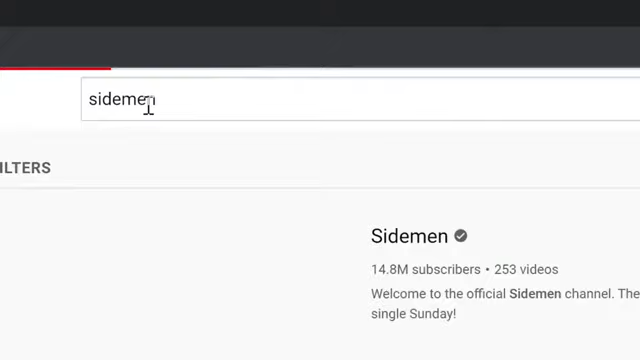 sidemen
ILTERS
Sidemen
14.8M subscribers • 253 videos
Welcome to the official Sidemen channel. The
single Sunday!